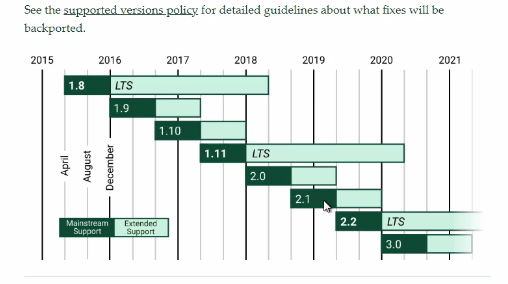 See the supported versions policy for detailed guidelines about what fixes will be
backported.
2015 2016 2017 2018 2019 2020 2021
1.8 LTS
1.9
1.10
1.11 LTS
2.0
2.1
2.2 LTS
3.0
April
August
December
Mainstream Support
Extended Support